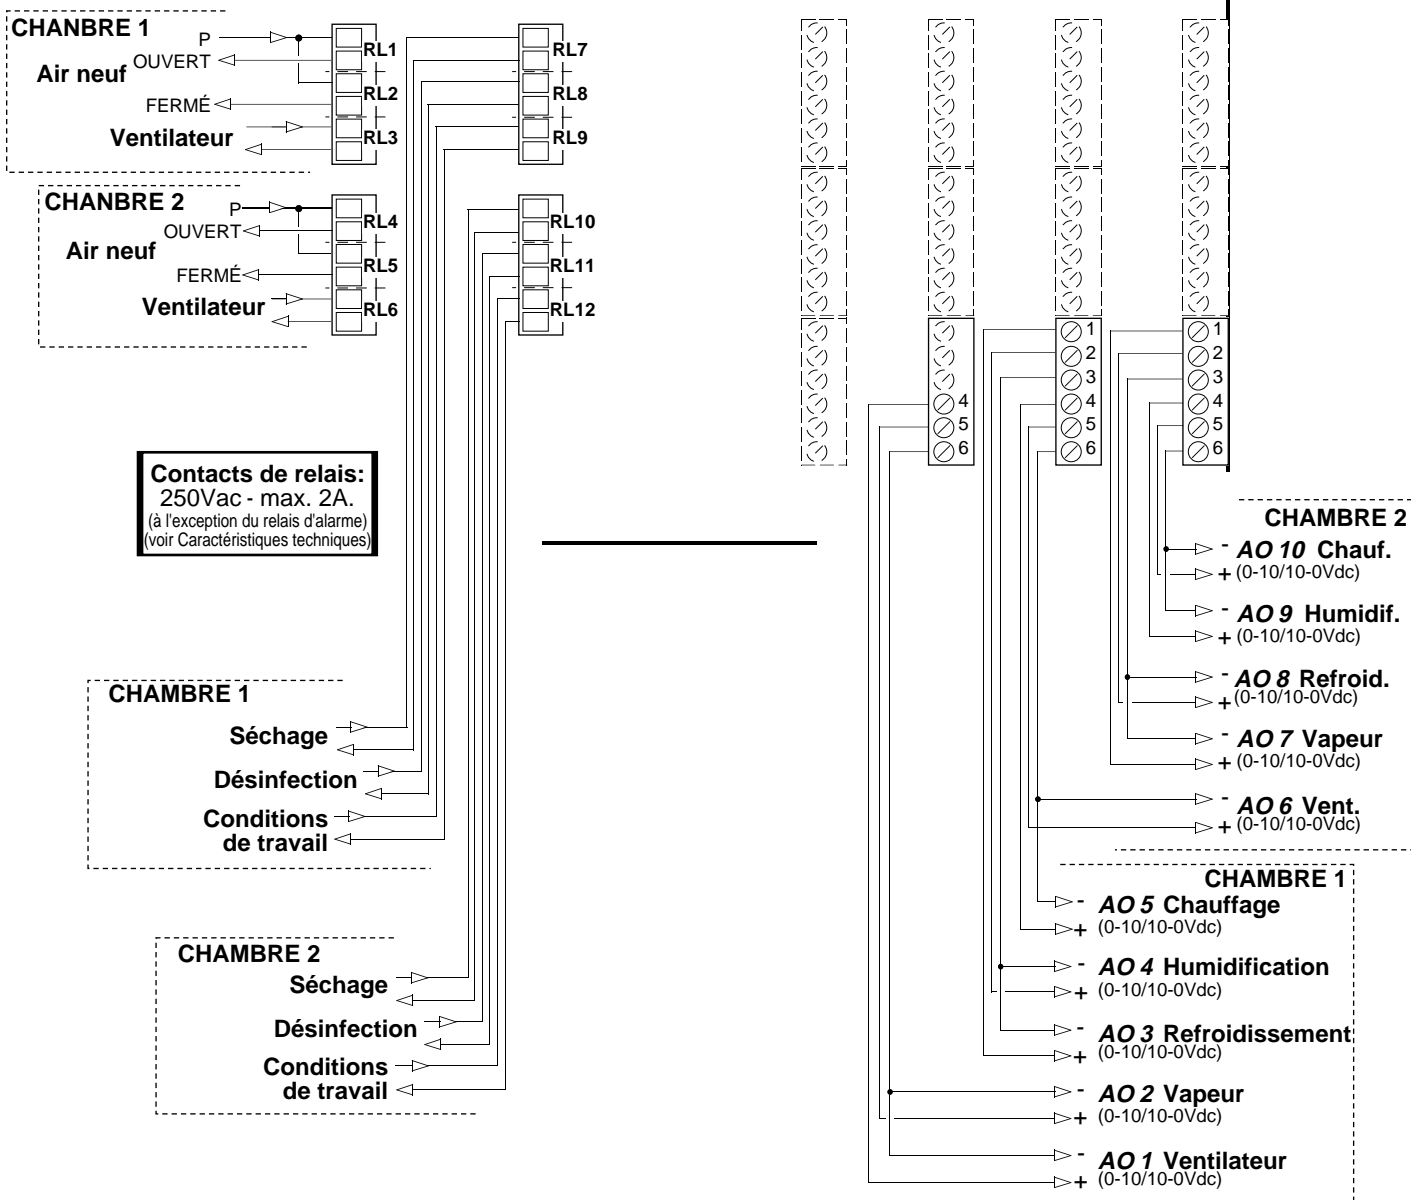 CHANBRE 1
P
OUVERT
Air neuf
FERMÉ
Ventilateur
RL1
RL2
RL3
RL7
RL8
RL9
CHANBRE 2
P
OUVERT
Air neuf
FERMÉ
Ventilateur
RL4
RL5
RL6
RL10
RL11
RL12
4
5
6
1
2
3
4
5
6
1
2
3
4
5
6
Contacts de relais:
250Vac - max. 2A.
(à l'exception du relais d'alarme)
(voir Caractéristiques techniques)
CHAMBRE 1
Séchage
Désinfection
Conditions
de travail
CHAMBRE 2
Séchage
Désinfection
Conditions
de travail
CHAMBRE 2
- AO 10 Chauf.
+ (0-10/10-0Vdc)
- AO 9 Humidif.
+ (0-10/10-0Vdc)
- AO 8 Refroid.
+ (0-10/10-0Vdc)
- AO 7 Vapeur
+ (0-10/10-0Vdc)
- AO 6 Vent.
+ (0-10/10-0Vdc)
CHAMBRE 1
- AO 5 Chauffage
+ (0-10/10-0Vdc)
- AO 4 Humidification
+ (0-10/10-0Vdc)
- AO 3 Refroidissement
+ (0-10/10-0Vdc)
- AO 2 Vapeur
+ (0-10/10-0Vdc)
- AO 1 Ventilateur
+ (0-10/10-0Vdc)